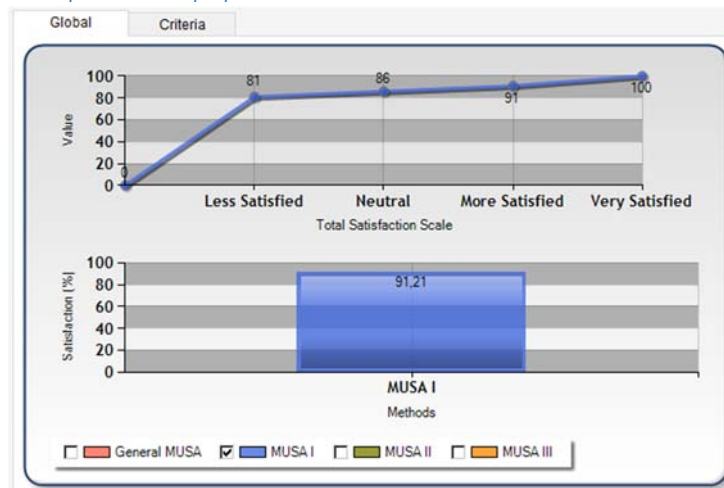 Global Criteria
100
80
60
40
20
0
Value
0 81 86 91 100
Less Satisfied Neutral More Satisfied Very Satisfied
Total Satisfaction Scale
100
80
60
40
20
0
Satisfaction [%]
91,21
MUSA I
Methods
General MUSA MUSA I MUSA II MUSA III